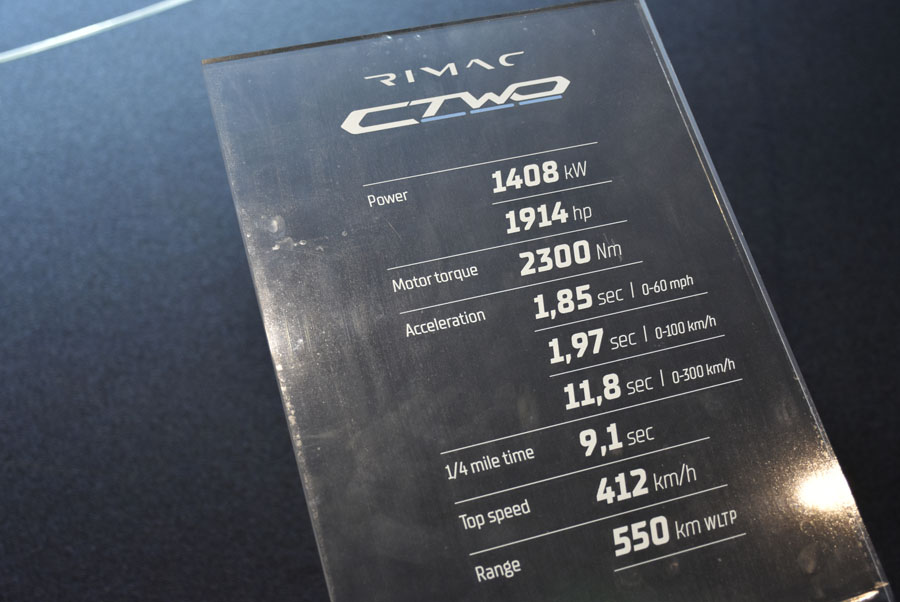 RIMAC
CTWO
Power 1408 kW
1914 hp
Motor torque 2300 Nm
Acceleration 1,85 sec | 0-60 mph
1,97 sec | 0-100 km/h
11,8 sec | 0-300 km/h
1/4 mile time 9,1 sec
Top speed 412 km/h
Range 550 km WLTP